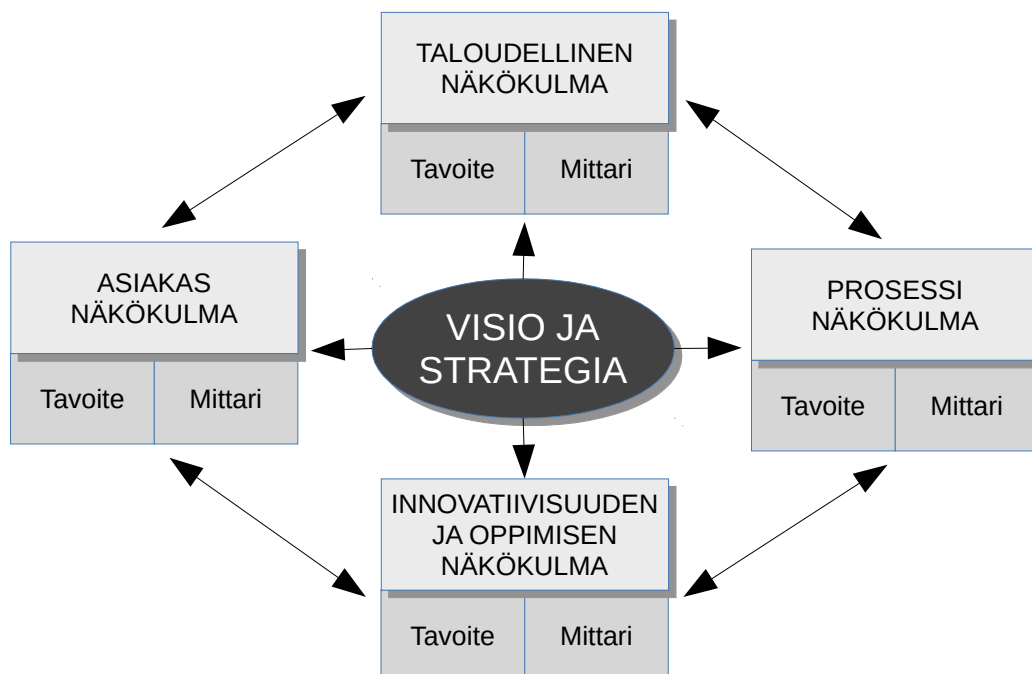 TALOUDELLINEN
NÄKÖKULMA
Tavoite
Mittari
ASIAKAS
NÄKÖKULMA
Tavoite
Mittari
VISIO JA
STRATEGIA
PROSESSI
NÄKÖKULMA
Tavoite
Mittari
INNOVATIIVISUUDEN
JA OPPIMISEN
NÄKÖKULMA
Tavoite
Mittari